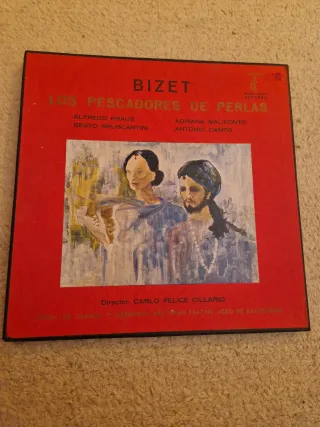 BIZET
LOS PESCADORES DE PERLAS
ALFREDO KRAUS
ADRIANA MALIPONTE
SESTO BRUSCANTINI
ANTONIO CAMPO
Director: CARLO FELICE CILLARIO